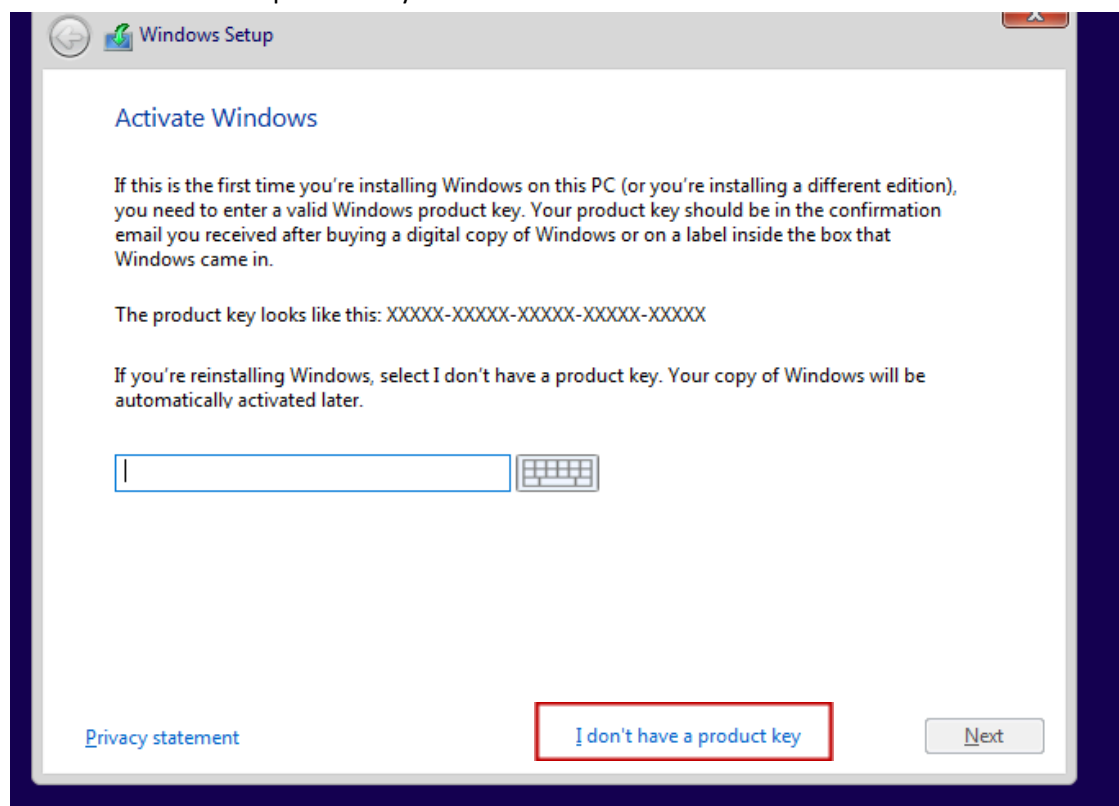 Windows Setup
Activate Windows
If this is the first time you're installing Windows on this PC (or you're installing a different edition),
you need to enter a valid Windows product key. Your product key should be in the confirmation
email you received after buying a digital copy of Windows or on a label inside the box that
Windows came in.
The product key looks like this: XXXXX-XXXXX-XXXXX-XXXXX-XXXXX
If you're reinstalling Windows, select I don't have a product key. Your copy of Windows will be
automatically activated later.
Privacy statement
I don't have a product key
Next